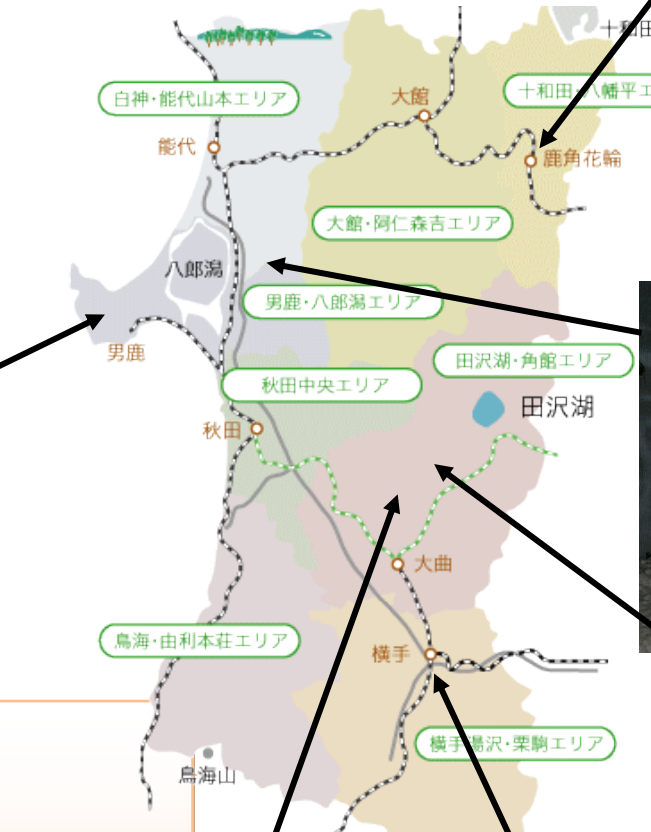 十和田
白神・能代山本エリア
大館
十和田・八幡平エ
能代
鹿角花輪
大館・阿仁森吉エリア
八郎潟
男鹿・八郎潟エリア
男鹿
田沢湖・角館エリア
秋田中央エリア
田沢湖
秋田
大曲
鳥海・由利本荘エリア
横手
横手湯沢・栗駒エリア
鳥海山